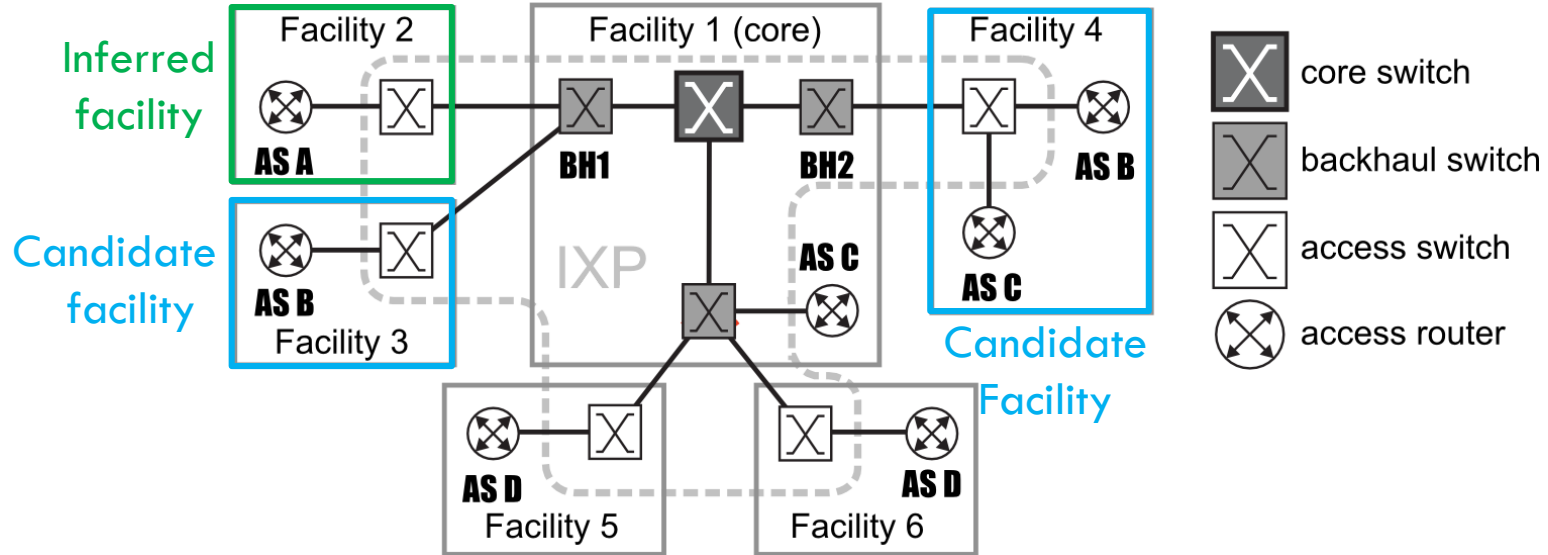 Inferred
facility
Facility 2
AS A
Facility 1 (core)
BH1
BH2
IXP
AS C
Facility 4
AS B
AS C
Candidate
Facility
Candidate
facility
AS B
Facility 3
AS D
Facility 5
AS D
Facility 6
core switch
backhaul switch
access switch
access router